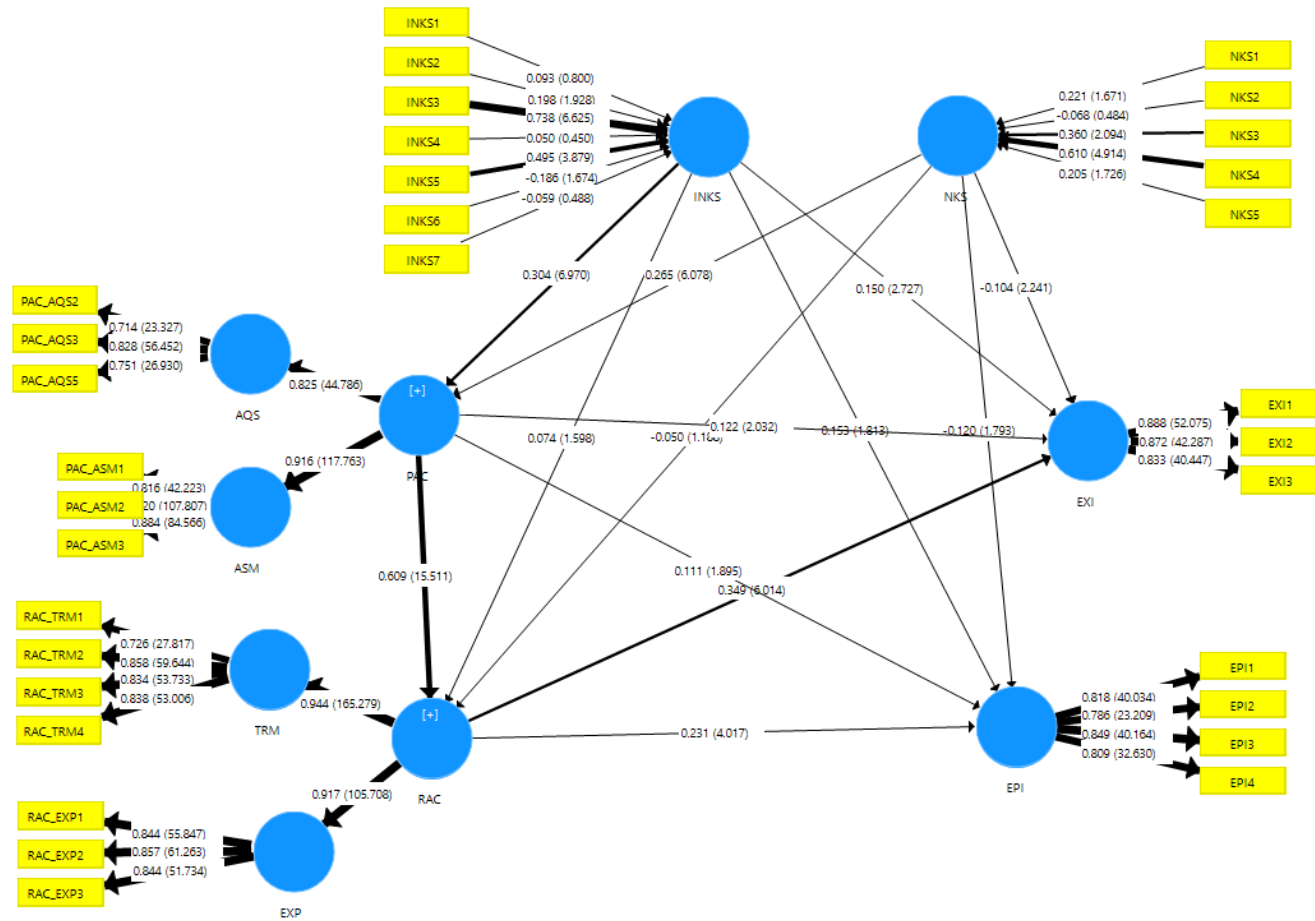 INKS1
INKS2
INKS3
INKS4
INKS5
INKS6
INKS7
0.093 (0.800)
0.198 (1.928)
0.738 (6.625)
0.050 (0.450)
0.495 (3.879)
-0.186 (1.674)
-0.059 (0.488)
INKS
NKS1
NKS2
NKS3
NKS4
NKS5
0.221 (1.671)
-0.068 (0.484)
0.360 (2.094)
0.610 (4.914)
0.205 (1.726)
NKS
0.304 (6.970)
0.265 (6.078)
0.150 (2.727)
-0.104 (2.241)
PAC_AQS2
PAC_AQS3
PAC_AQS5
0.714 (23.327)
0.828 (56.452)
0.751 (26.930)
AQS
0.825 (44.786)
[+]
PAC
0.074 (1.598)
-0.050
0.122 (2.032)
0.153 (1.813)
-0.120 (1.793)
EXI1
EXI2
EXI3
0.888 (52.075)
0.872 (42.287)
0.833 (40.447)
EXI
PAC_ASM1
PAC_ASM2
PAC_ASM3
0.816 (42.223)
(107.807)
0.884 (84.566)
ASM
0.916 (117.763)
0.609 (15.511)
0.111 (1.895)
0.349 (6.014)
RAC_TRM1
RAC_TRM2
RAC_TRM3
RAC_TRM4
0.726 (27.817)
0.858 (59.644)
0.834 (53.733)
0.838 (53.006)
TRM
0.944 (165.279)
[+]
RAC
0.231 (4.017)
EPI1
EPI2
EPI3
EPI4
0.818 (40.034)
0.786 (23.209)
0.849 (40.164)
0.809 (32.630)
EPI
0.917 (105.708)
RAC_EXP1
RAC_EXP2
RAC_EXP3
0.844 (55.847)
0.857 (61.263)
0.844 (51.734)
EXP